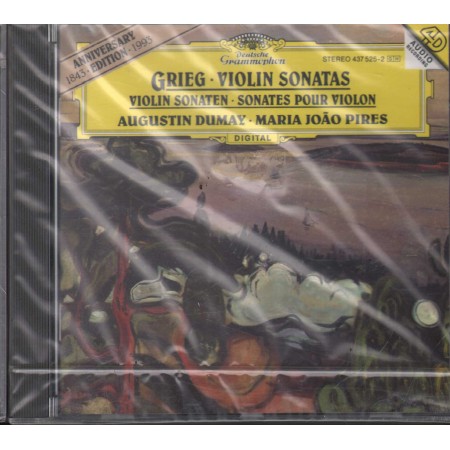 ANNIVERSARY
1843 · EDITION · 1993
Deutsche
Grammophon
STEREO 437 525-2
4D
AUDIO
GRIEG · VIOLIN SONATAS
VIOLIN SONATEN · SONATES POUR VIOLON
AUGUSTIN DUMAY · MARIA JOÃO PIRES
DIGITAL